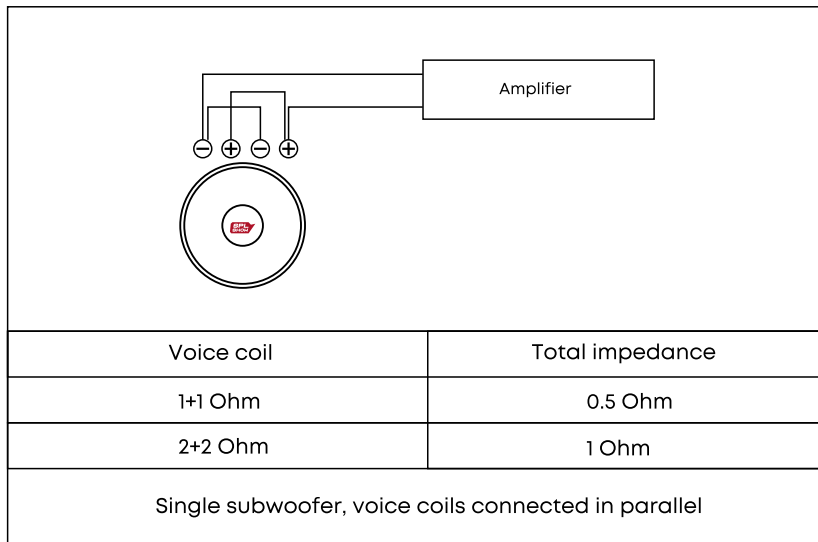 Amplifier
− + − +
SPL
SHOW
Voice coil Total impedance
1+1 Ohm 0.5 Ohm
2+2 Ohm 1 Ohm
Single subwoofer, voice coils connected in parallel